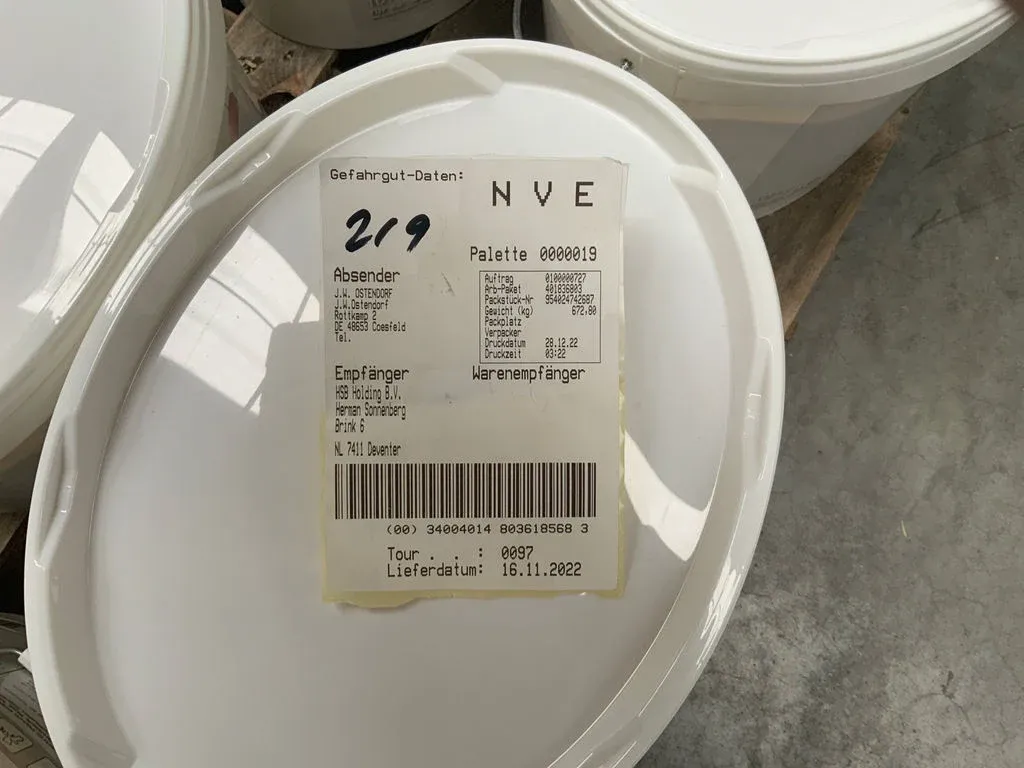 Gefahrgut-Daten:
N V E
219
Palette 0000019
Absender
J.W. OSTENDORF
J.W.Ostendorf
Rottkamp 2
DE 48653 Coesfeld
Tel.
Auftrag 0100000727
Arb-Paket 401836803
Packstück-Nr 954024742687
Gewicht (kg) 672,80
Packplatz
Verpacker
Druckdatum 28.12.22
Druckzeit 03:22
Empfänger
HSB Holding B.V.
Herman Sonnenberg
Brink 6
NL 7411 Deventer
Warenempfänger
(00) 34004014 803618568 3
Tour . . : 0097
Lieferdatum: 16.11.2022